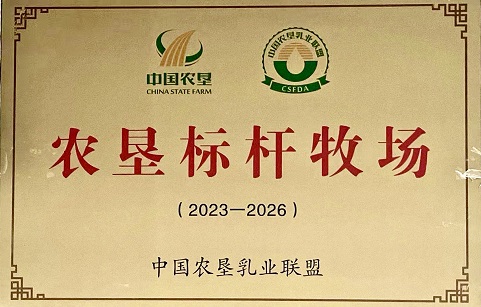 中国农垦
CHINA STATE FARM
中国农垦乳业联盟
CSFDA
农垦标杆牧场
(2023—2026)
中国农垦乳业联盟